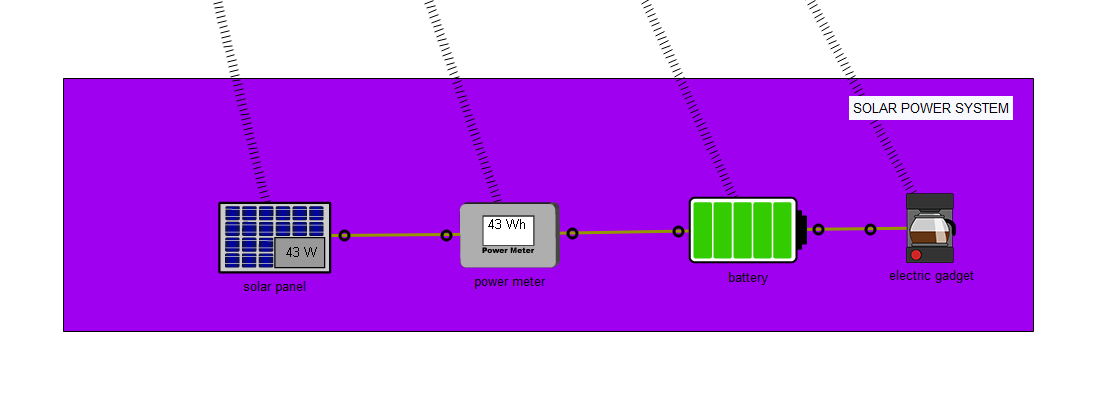 SOLAR POWER SYSTEM
43 W
solar panel
43 Wh
Power Meter
power meter
battery
electric gadget